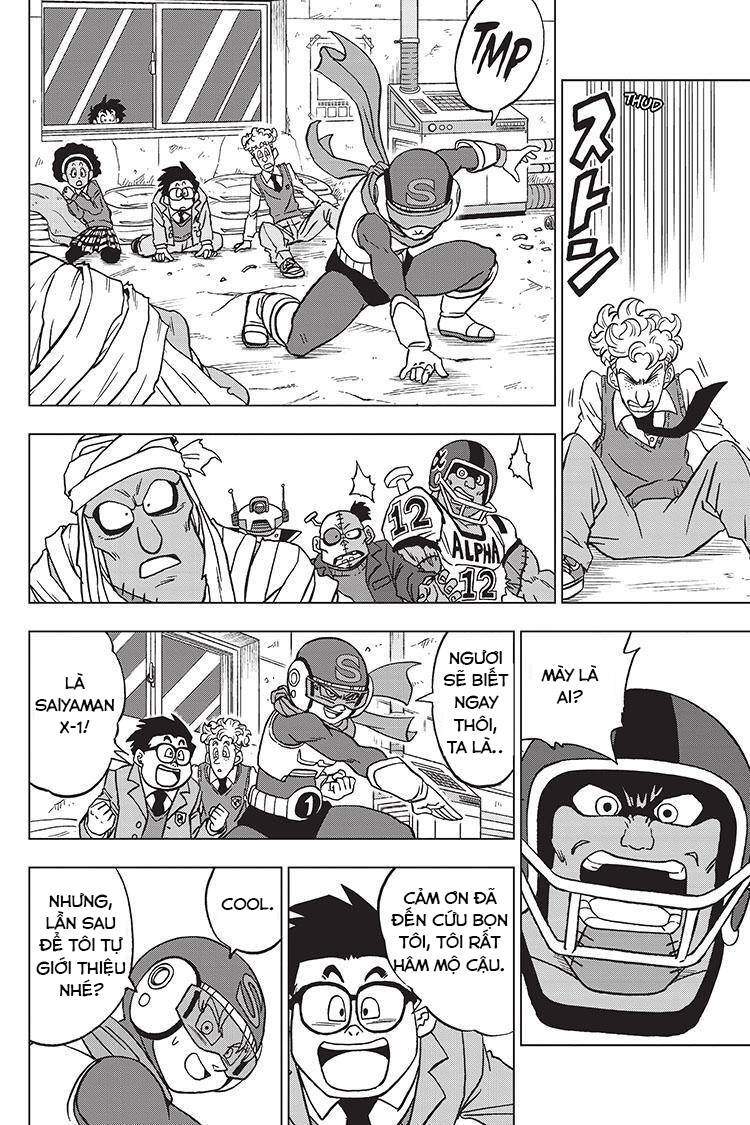 THUD
ストトン
TMP
S
12
ALPHA
12
MÀY LÀ
AI?
NGƯƠI
SẼ BIẾT
NGAY
THÔI,
TA LÀ..
LÀ
SAIYAMAN
X-1!
S
1
CẢM ƠN ĐÃ
ĐẾN CỨU BỌN
TÔI, TÔI RẤT
HÂM MỘ CẬU.
COOL.
NHƯNG,
LẦN SAU
ĐỂ TÔI TỰ
GIỚI THIỆU
NHÉ?
S